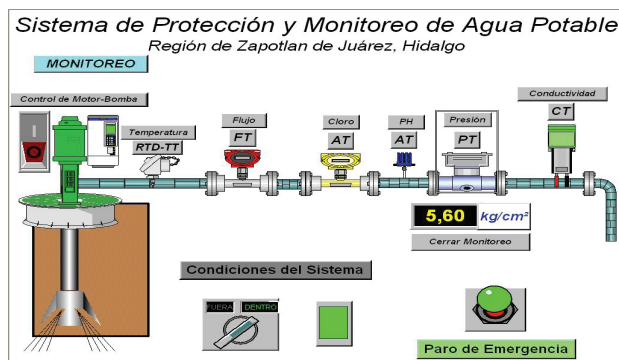 Sistema de Protección y Monitoreo de Agua Potable
Región de Zapotlan de Juárez, Hidalgo
MONITOREO
Control de Motor-Bomba
Temperatura
RTD-TT
Flujo
FT
Cloro
AT
PH
AT
Presión
PT
Conductividad
CT
5,60 kg/cm²
Cerrar Monitoreo
Condiciones del Sistema
FUERA DENTRO
Paro de Emergencia